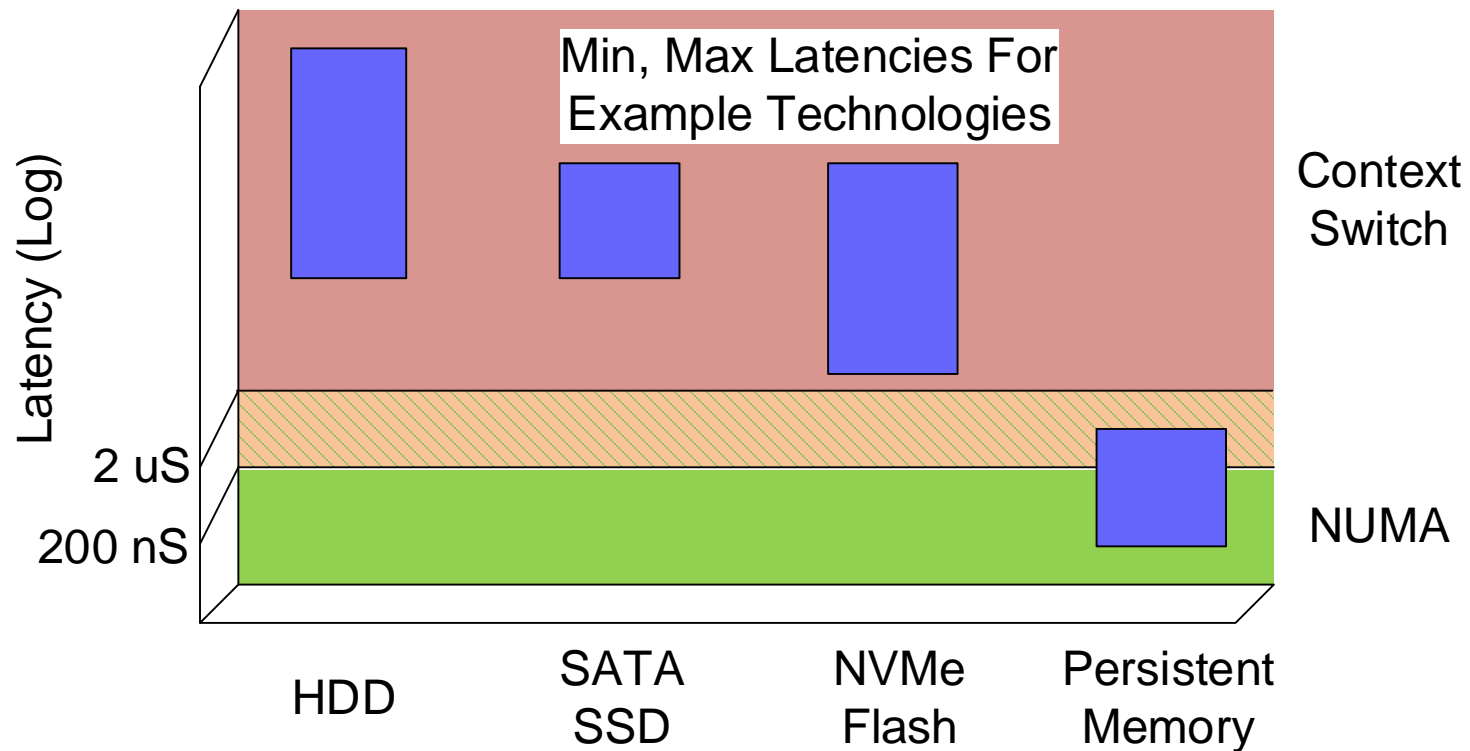 Min, Max Latencies For
Example Technologies
Latency (Log)
Context
Switch
2 uS
200 nS
NUMA
HDD
SATA
SSD
NVMe
Flash
Persistent
Memory